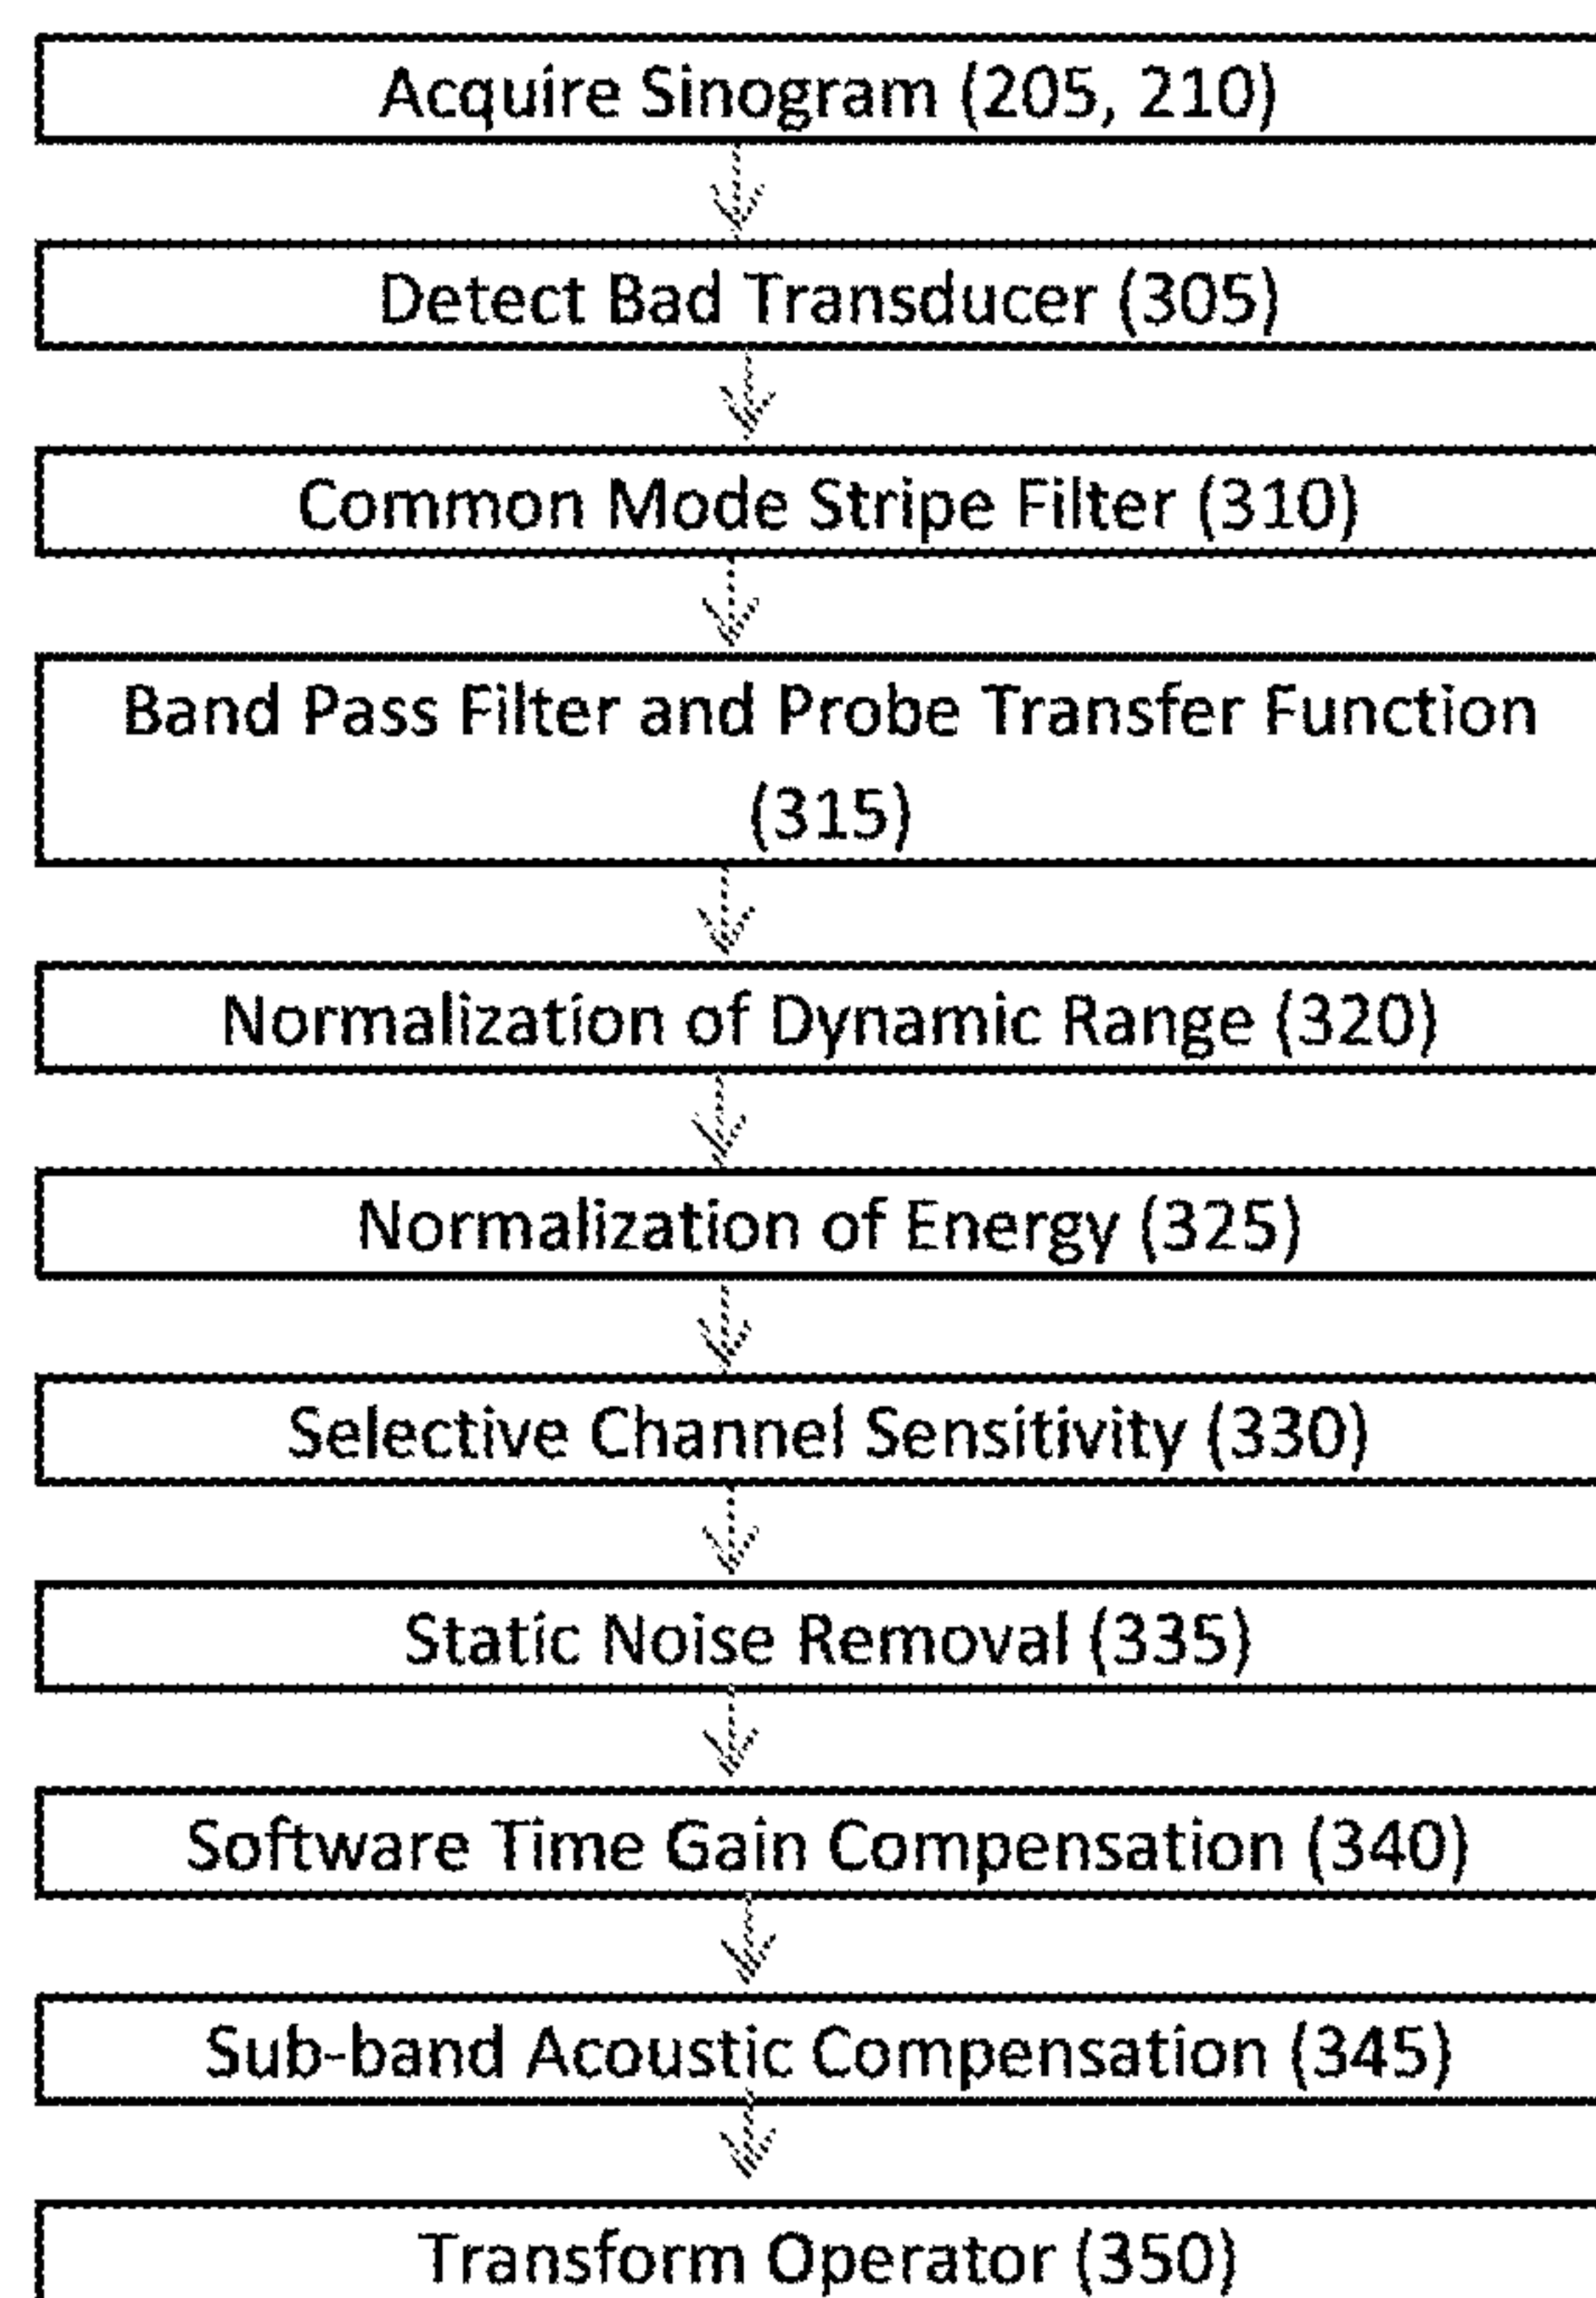 Acquire Sinogram (205, 210)
Detect Bad Transducer (305)
Common Mode Stripe Filter (310)
Band Pass Filter and Probe Transfer Function
(315)
Normalization of Dynamic Range (320)
Normalization of Energy (325)
Selective Channel Sensitivity (330)
Static Noise Removal (335)
Software Time Gain Compensation (340)
Sub-band Acoustic Compensation (345)
Transform Operator (350)